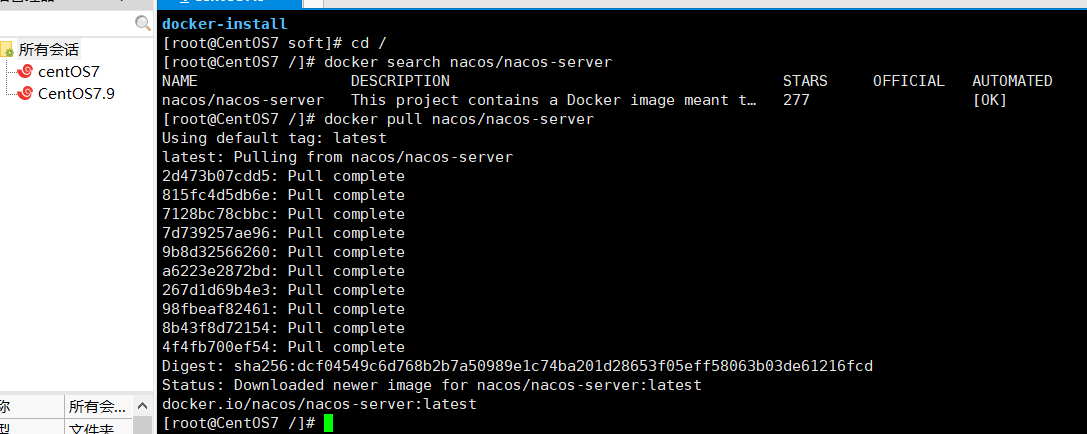 docker-install
[root@CentOS7 soft]# cd /
[root@CentOS7 /]# docker search nacos/nacos-server
NAME DESCRIPTION STARS OFFICIAL AUTOMATED
nacos/nacos-server This project contains a Docker image meant t… 277 [OK]
[root@CentOS7 /]# docker pull nacos/nacos-server
Using default tag: latest
latest: Pulling from nacos/nacos-server
2d473b07cdd5: Pull complete
815fc4d5db6e: Pull complete
7128bc78cbbc: Pull complete
7d739257ae96: Pull complete
9b8d32566260: Pull complete
a6223e2872bd: Pull complete
267d1d69b4e3: Pull complete
98fbeaf82461: Pull complete
8b43f8d72154: Pull complete
4f4fb700ef54: Pull complete
Digest: sha256:dcf04549c6d768b2b7a50989e1c74ba201d28653f05eff58063b03de61216fcd
Status: Downloaded newer image for nacos/nacos-server:latest
docker.io/nacos/nacos-server:latest
[root@CentOS7 /]#
所有会话
centOS7
CentOS7.9
称 所有会...
型 文件夹